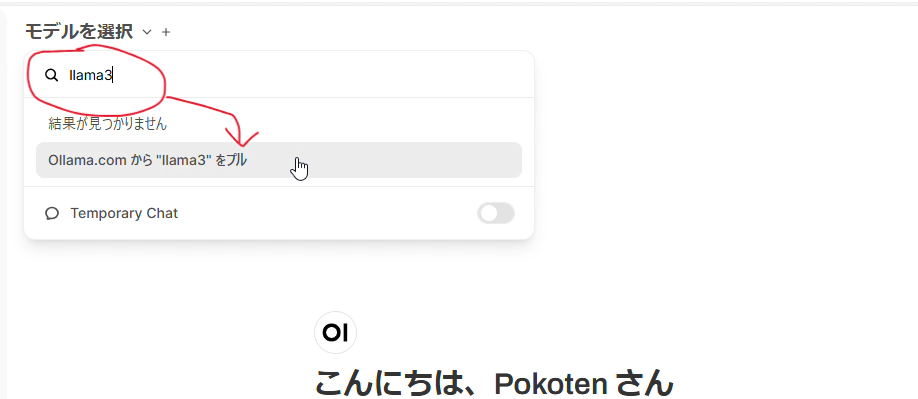 モデルを選択
llama3
結果が見つかりません
Ollama.com から "llama3" をプル
Temporary Chat
OI
こんにちは、Pokoten さん